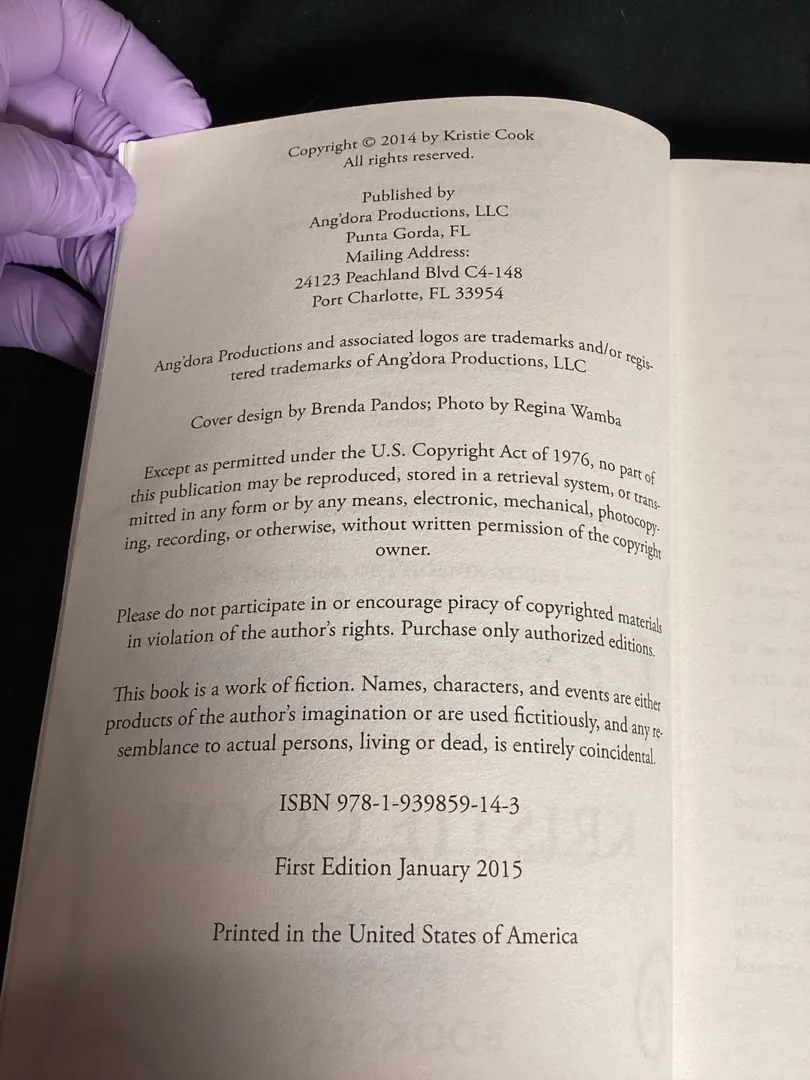 Copyright © 2014 by Kristie Cook
All rights reserved.
Published by
Ang'dora Productions, LLC
Punta Gorda, FL
Mailing Address:
24123 Peachland Blvd C4-148
Port Charlotte, FL 33954
Ang'dora Productions and associated logos are trademarks and/or regis-
tered trademarks of Ang'dora Productions, LLC
Cover design by Brenda Pandos; Photo by Regina Wamba
Except as permitted under the U.S. Copyright Act of 1976, no part of
this publication may be reproduced, stored in a retrieval system, or trans-
mitted in any form or by any means, electronic, mechanical, photocopy-
ing, recording, or otherwise, without written permission of the copyright
owner.
Please do not participate in or encourage piracy of copyrighted materials
in violation of the author's rights. Purchase only authorized editions.
This book is a work of fiction. Names, characters, and events are either
products of the author's imagination or are used fictitiously, and any re-
semblance to actual persons, living or dead, is entirely coincidental.
ISBN 978-1-939859-14-3
First Edition January 2015
Printed in the United States of America